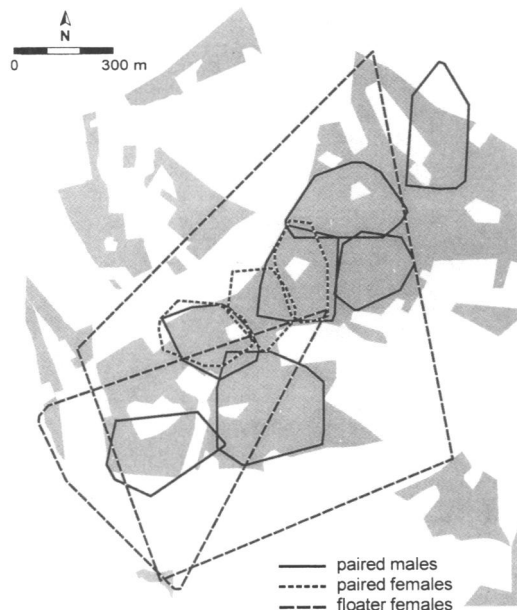 N
0 300 m
paired males
paired females
floater females